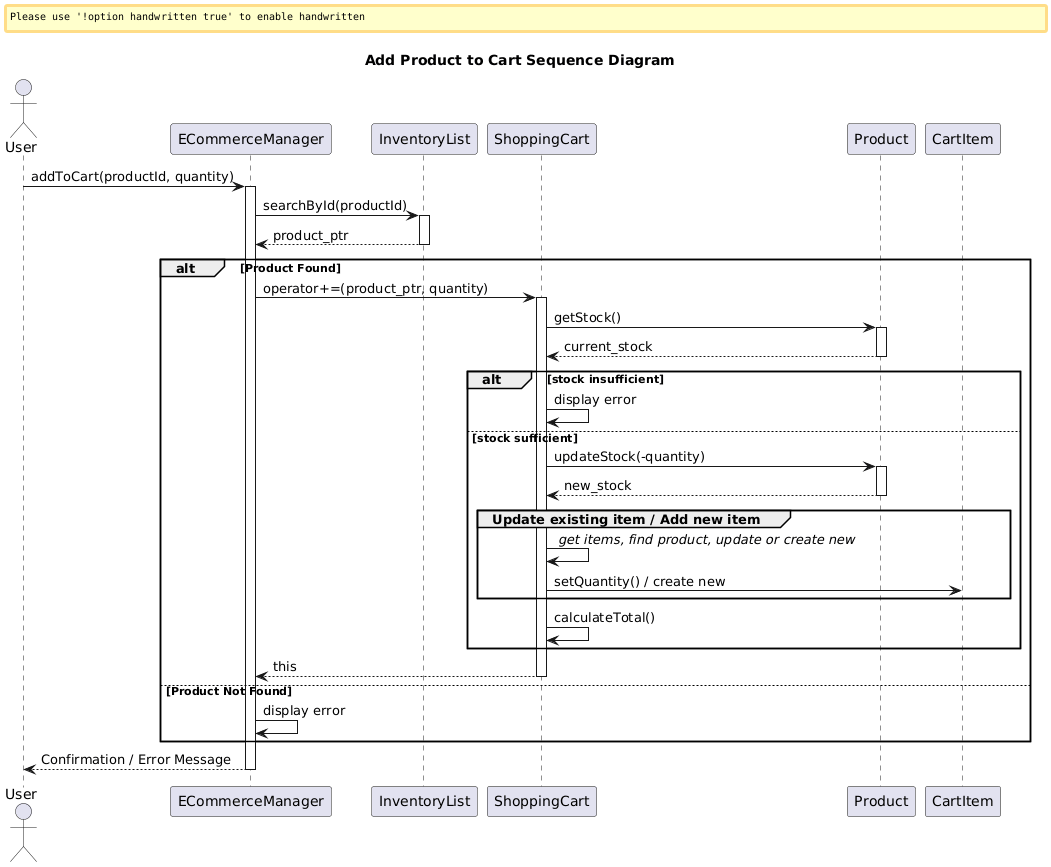 Please use '!option handwritten true' to enable handwritten
Add Product to Cart Sequence Diagram
User
ECommerceManager
InventoryList
ShoppingCart
Product
CartItem
addToCart(productId, quantity)
searchById(productId)
product_ptr
alt
[Product Found]
operator+=(product_ptr, quantity)
getStock()
current_stock
alt
[stock insufficient]
display error
[stock sufficient]
updateStock(-quantity)
new_stock
Update existing item / Add new item
get items, find product, update or create new
setQuantity() / create new
calculateTotal()
this
[Product Not Found]
display error
Confirmation / Error Message
User
ECommerceManager
InventoryList
ShoppingCart
Product
CartItem